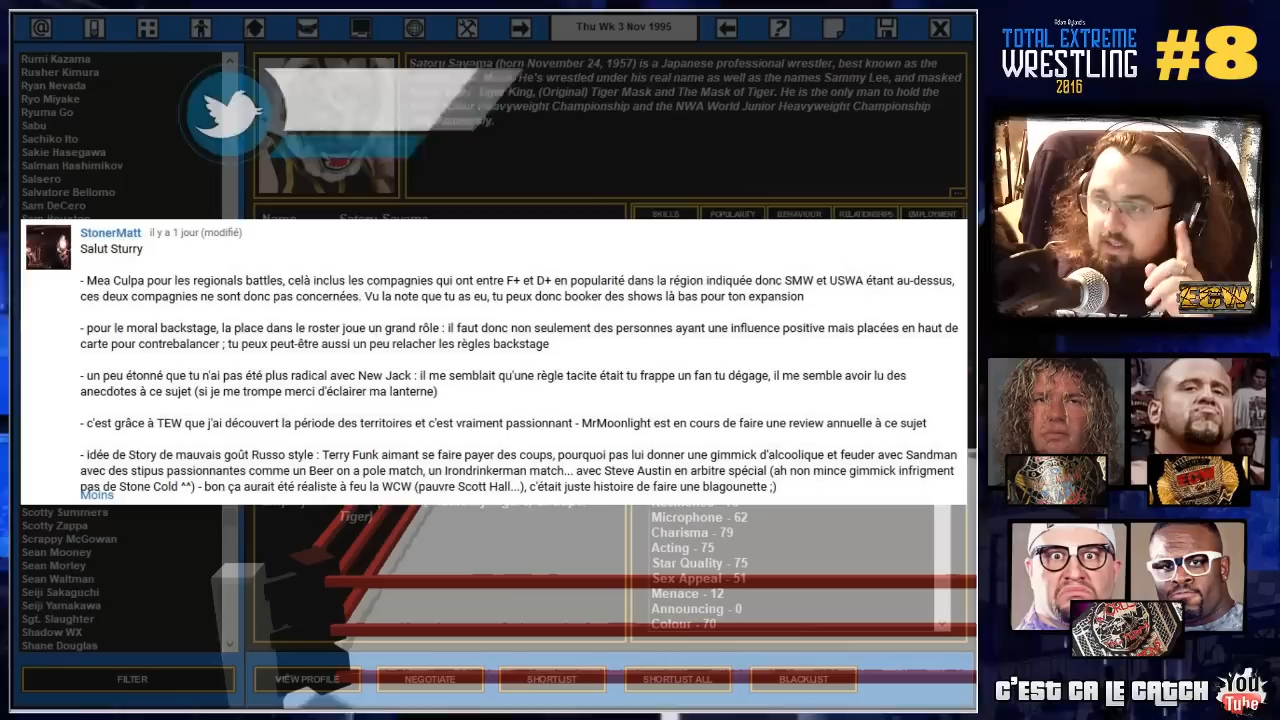 Thu Wk 3 Nov 1995
Adam Ryland's
TOTAL EXTREME
WRESTLING
2016
#8
Rumi Kazama
Rusher Kimura
Ryan Nevada
Ryo Miyake
Ryuma Go
Sabu
Sachiko Ito
Sakie Hasegawa
Salman Hashimikov
Salsero
Salvatore Bellomo
Sam DeCero
Sam Houston
Satoru Sayama (born November 24, 1957) is a Japanese professional wrestler, best known as the
Mask. He's wrestled under his real name as well as the names Sammy Lee, and masked
Tiger King, (Original) Tiger Mask and The Mask of Tiger. He is the only man to hold the
Heavyweight Championship and the NWA World Junior Heavyweight Championship
Name Satoru Sayama
SKILLS POPULARITY BEHAVIOUR RELATIONSHIPS EMPLOYMENT
StonerMatt il y a 1 jour (modifié)
Salut Sturry
- Mea Culpa pour les regionals battles, celà inclus les compagnies qui ont entre F+ et D+ en popularité dans la région indiquée donc SMW et USWA étant au-dessus,
ces deux compagnies ne sont donc pas concernées. Vu la note que tu as eu, tu peux donc booker des shows là bas pour ton expansion
- pour le moral backstage, la place dans le roster joue un grand rôle : il faut donc non seulement des personnes ayant une influence positive mais placées en haut de
carte pour contrebalancer ; tu peux peut-être aussi un peu relacher les règles backstage
- un peu étonné que tu n'ai pas été plus radical avec New Jack : il me semblait qu'une règle tacite était tu frappe un fan tu dégage, il me semble avoir lu des
anecdotes à ce sujet (si je me trompe merci d'éclairer ma lanterne)
- c'est grâce à TEW que j'ai découvert la période des territoires et c'est vraiment passionnant - MrMoonlight est en cours de faire une review annuelle à ce sujet
- idée de Story de mauvais goût Russo style : Terry Funk aimant se faire payer des coups, pourquoi pas lui donner une gimmick d'alcoolique et feuder avec Sandman
avec des stipus passionnantes comme un Beer on a pole match, un Irondrinkerman match... avec Steve Austin en arbitre spécial (ah non mince gimmick infrigment
pas de Stone Cold ^^) - bon ça aurait été réaliste à feu la WCW (pauvre Scott Hall...), c'était juste histoire de faire une blagounette ;)
Moins
Scott Summers
Scotty Zappa
Scrappy McGowan
Sean Mooney
Sean Morley
Sean Waltman
Seiji Sakaguchi
Seiji Yamakawa
Sgt. Slaughter
Shadow WX
Shane Douglas
Tiger)
Microphone - 62
Charisma - 79
Acting - 75
Star Quality - 75
Sex Appeal - 51
Menace - 12
Announcing - 0
Colour - 70
FILTER
VIEW PROFILE
NEGOTIATE
SHORTLIST
SHORTLIST ALL
BLACKLIST
ECW
C'EST CA LE CATCH
YOU
Tube